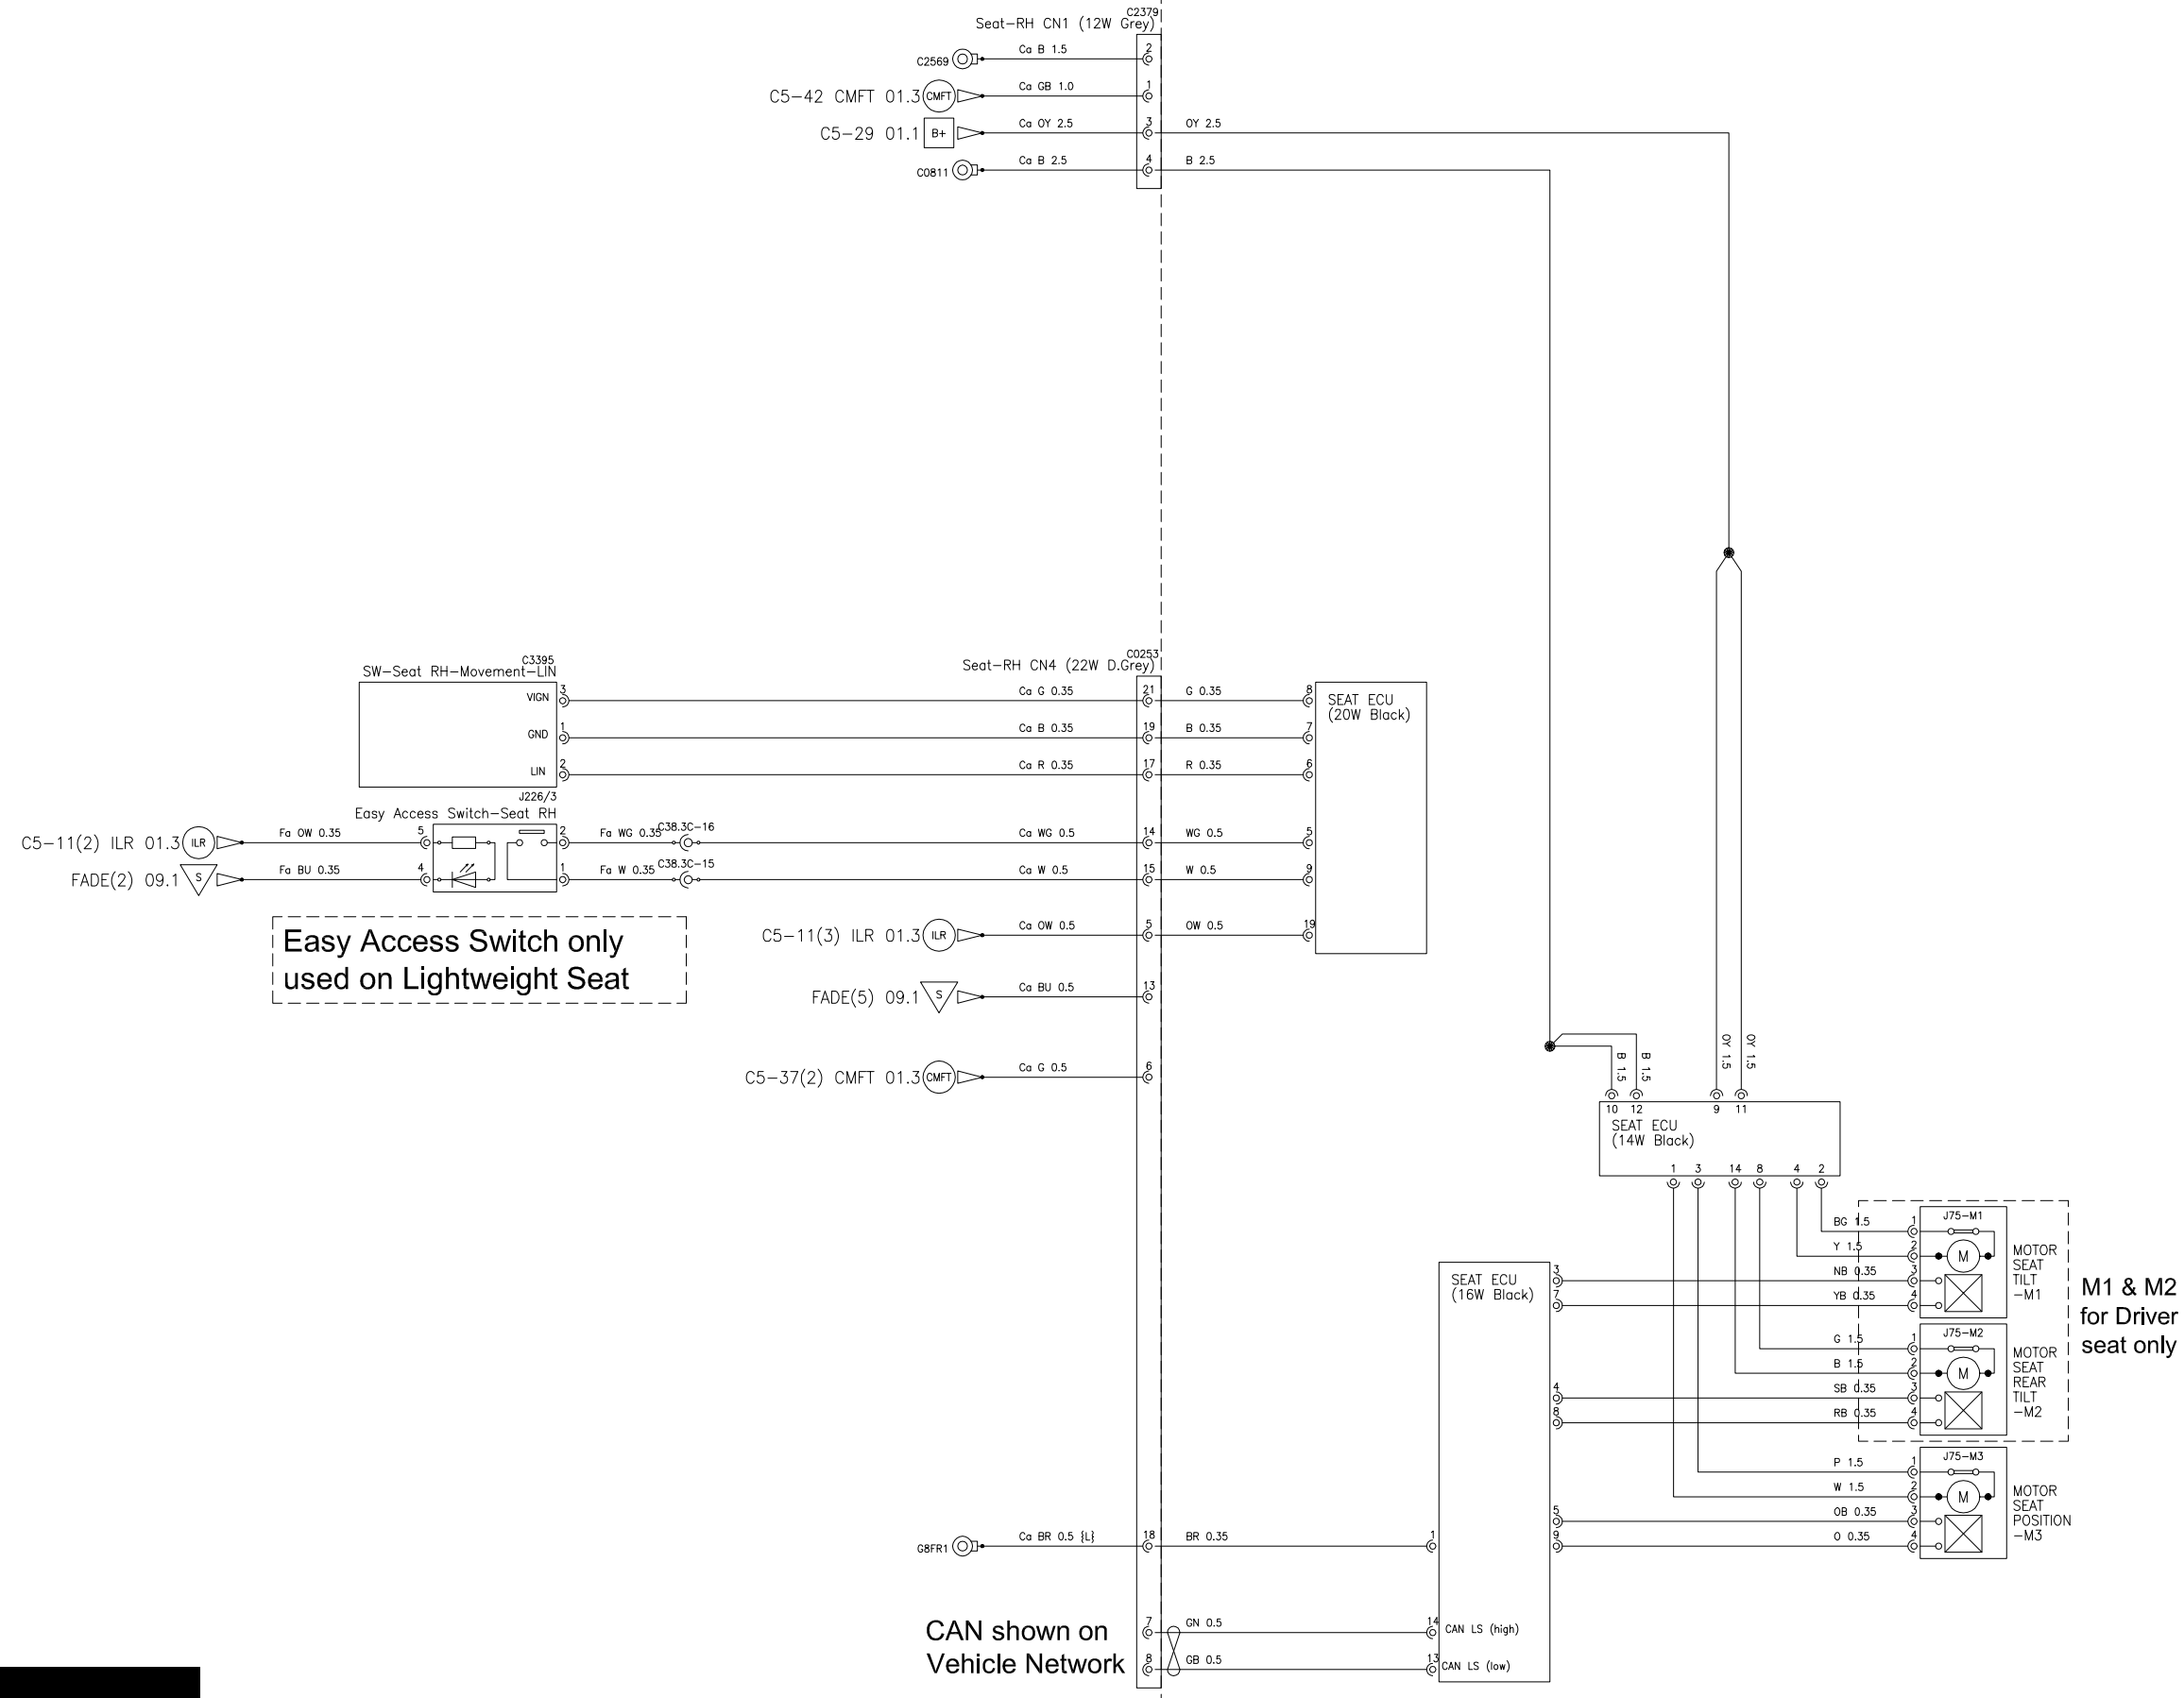 C2379
Seat-RH CN1 (12W Grey)
C2569 Ca B 1.5 2
C5-42 CMFT 01.3 CMFT Ca GB 1.0 1
C5-29 01.1 B+ Ca OY 2.5 3 OY 2.5
C0811 Ca B 2.5 4 B 2.5
C3395
SW-Seat RH-Movement-LIN
C0253
Seat-RH CN4 (22W D.Grey)
VIGN 3 Ca G 0.35 21 G 0.35 8
GND 1 Ca B 0.35 19 B 0.35 7
LIN 2 Ca R 0.35 17 R 0.35 6
SEAT ECU
(20W Black)
J226/3
Easy Access Switch-Seat RH
C5-11(2) ILR 01.3 ILR Fa OW 0.35 5 2 Fa WG 0.35 C38.3C-16 Ca WG 0.5 14 WG 0.5 5
FADE(2) 09.1 S Fa BU 0.35 4 1 Fa W 0.35 C38.3C-15 Ca W 0.5 15 W 0.5 9
Easy Access Switch only
used on Lightweight Seat
C5-11(3) ILR 01.3 ILR Ca OW 0.5 5 OW 0.5 19
FADE(5) 09.1 S Ca BU 0.5 13
C5-37(2) CMFT 01.3 CMFT Ca G 0.5 6
B 1.5 B 1.5 OY 1.5 OY 1.5
10 12 9 11
SEAT ECU
(14W Black)
1 3 14 8 4 2
SEAT ECU
(16W Black)
J75-M1
BG 1.5 1
Y 1.5 2 M
3 NB 0.35 3
7 YB 0.35 4
MOTOR
SEAT
TILT
-M1
M1 & M2
for Driver
seat only
J75-M2
G 1.5 1
B 1.5 2 M
4 SB 0.35 3
8 RB 0.35 4
MOTOR
SEAT
REAR
TILT
-M2
J75-M3
P 1.5 1
W 1.5 2 M
5 OB 0.35 3
9 O 0.35 4
MOTOR
SEAT
POSITION
-M3
G8FR1 Ca BR 0.5 {L} 18 BR 0.35 1
CAN shown on
Vehicle Network
7 GN 0.5 14 CAN LS (high)
8 GB 0.5 13 CAN LS (low)